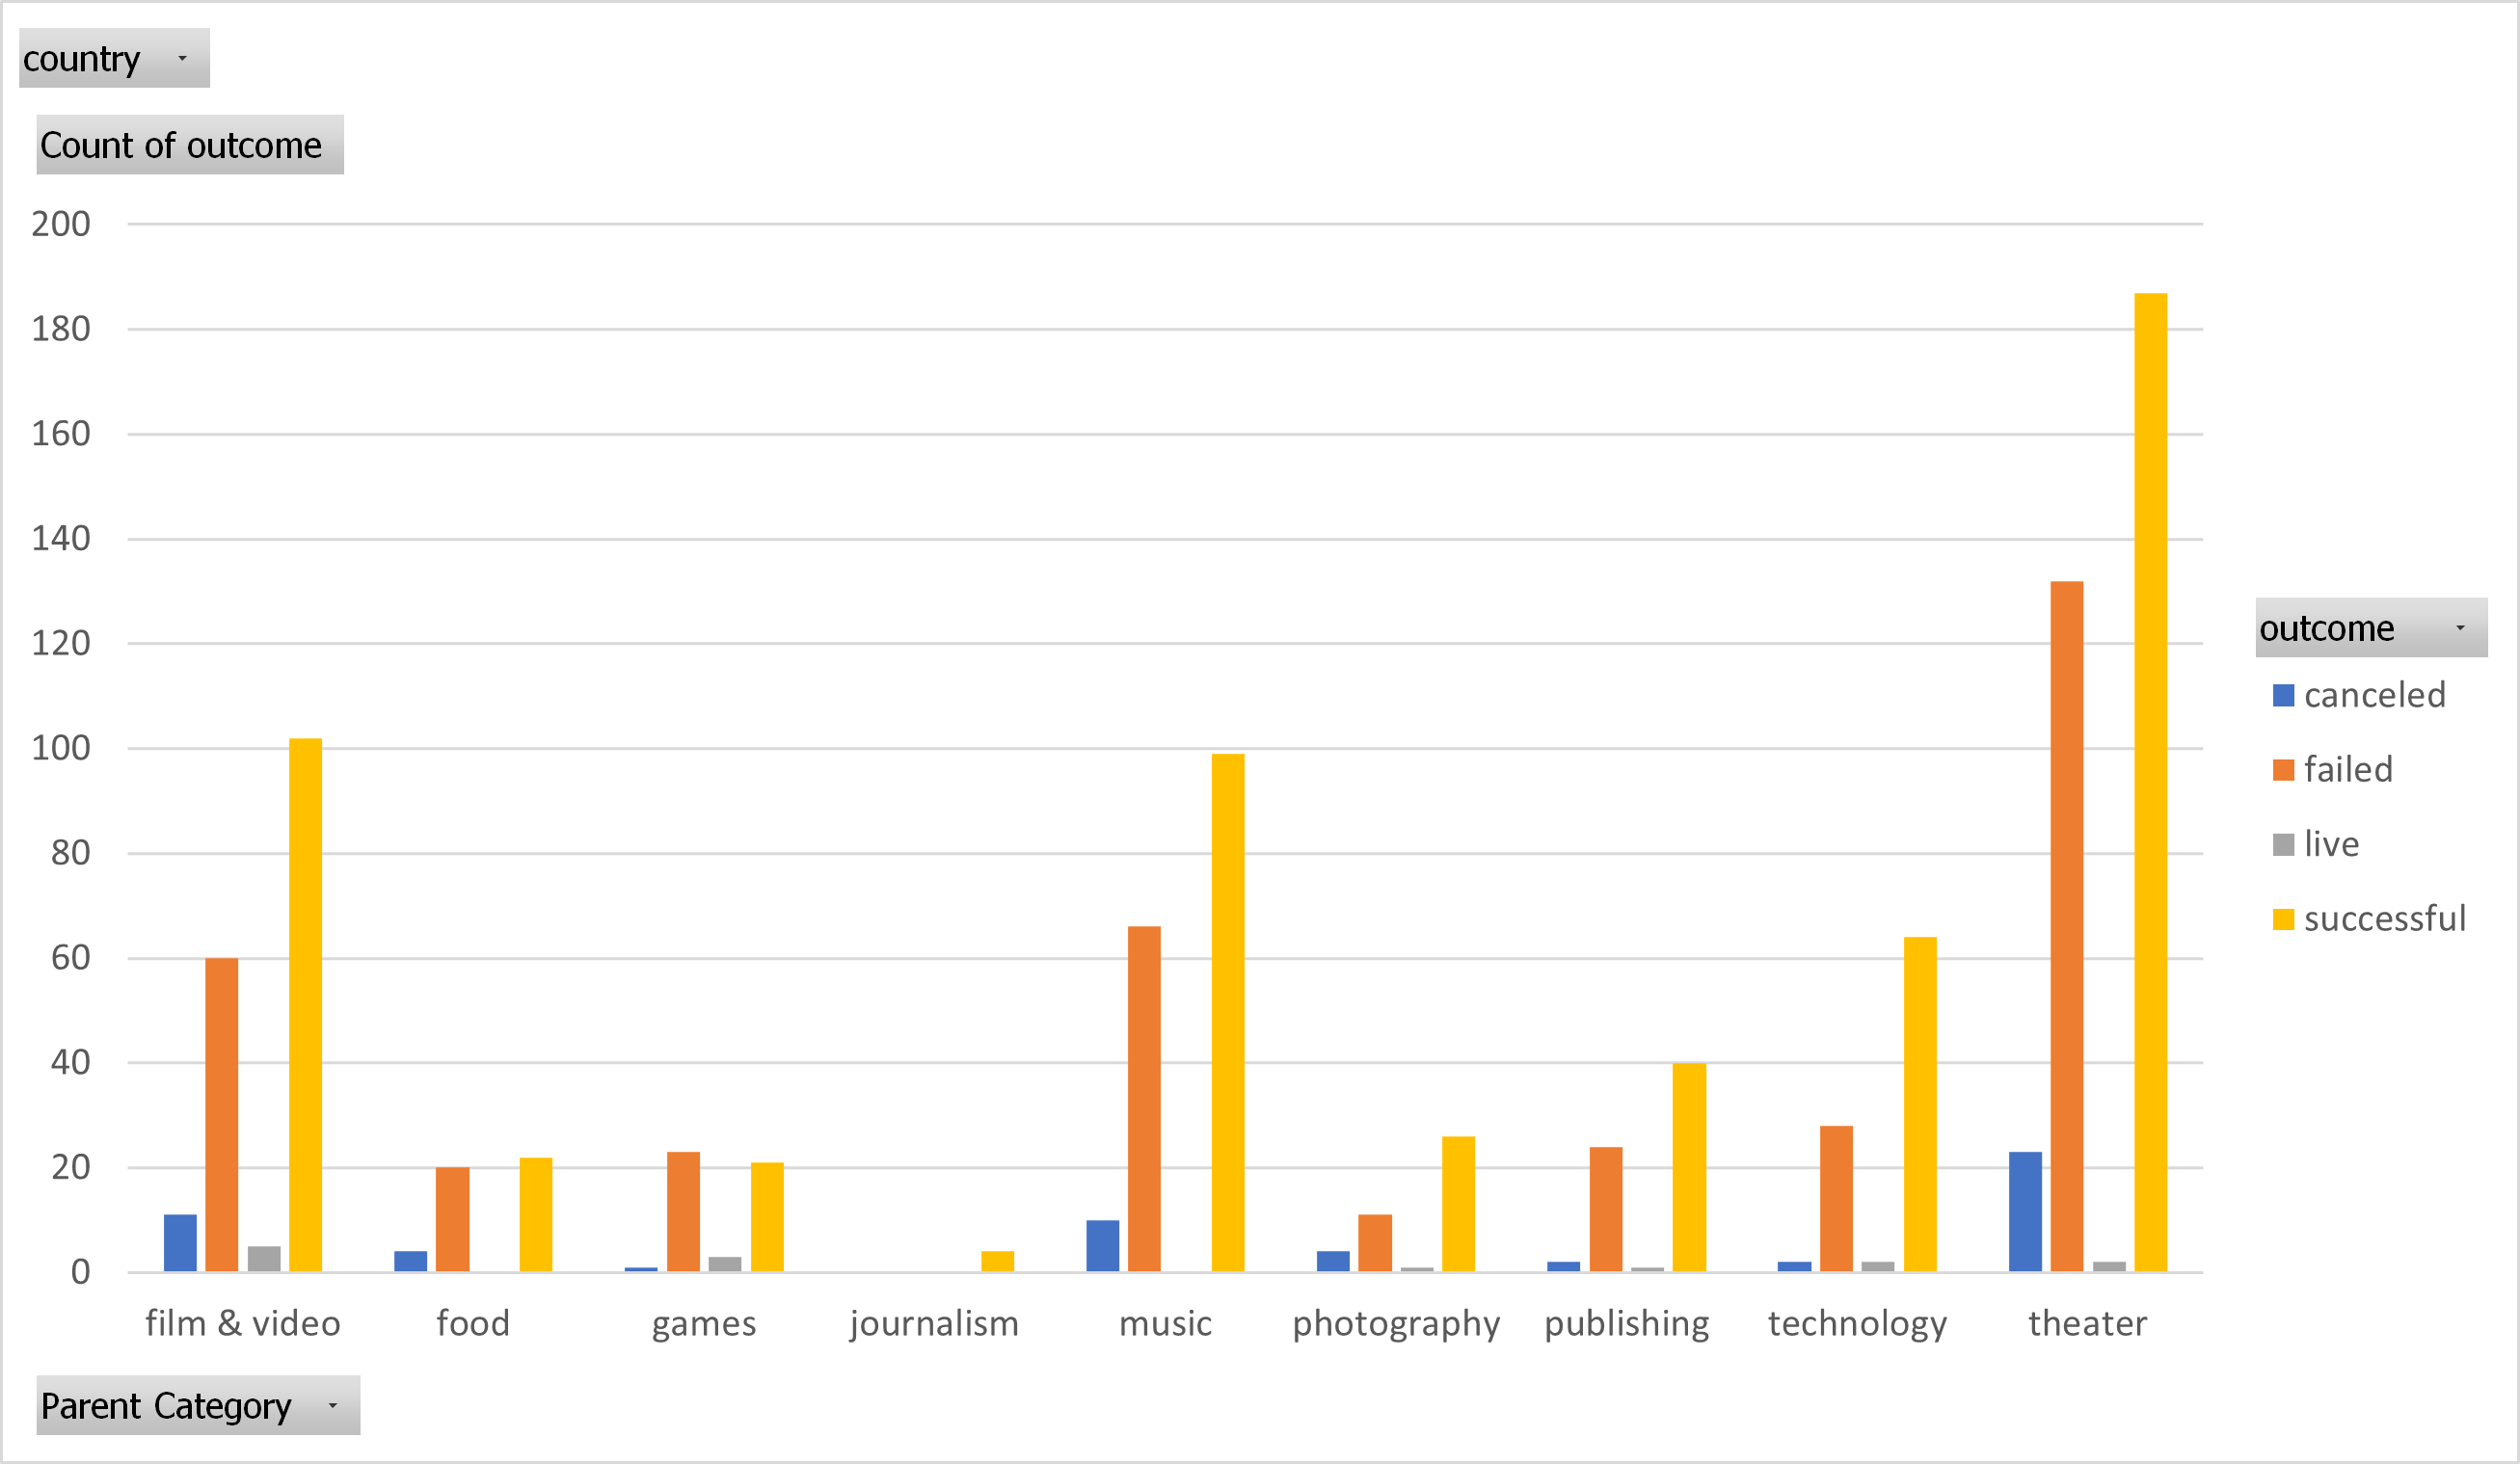 country
Count of outcome
200
180
160
140
120
100
80
60
40
20
0
outcome
canceled
failed
live
successful
film & video food games journalism music photography publishing technology theater
Parent Category